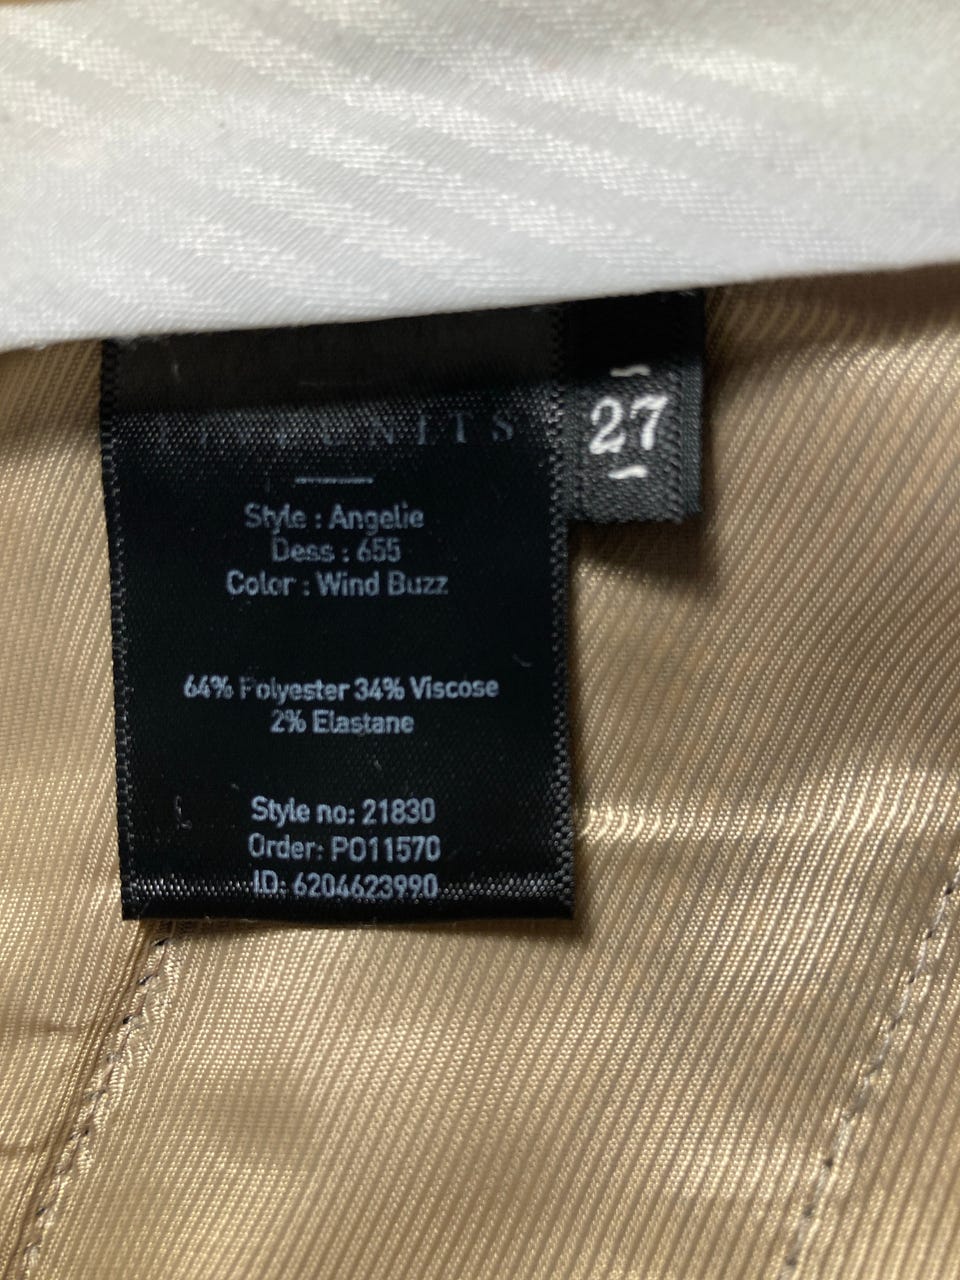 FIVEUNITS
27
Style : Angelie
Dess : 655
Color : Wind Buzz
64% Polyester 34% Viscose
2% Elastane
Style no: 21830
Order: PO11570
ID: 6204623990